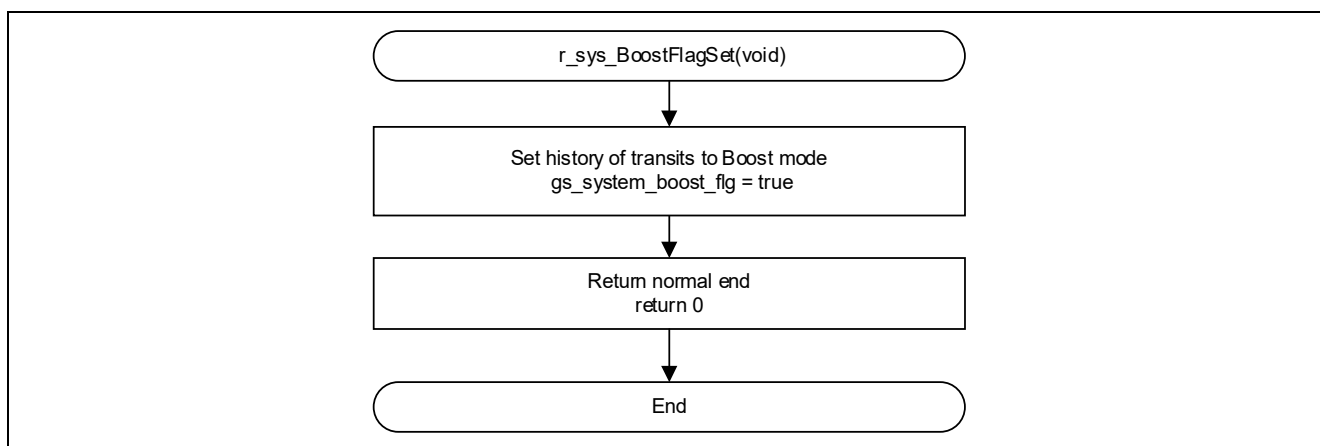 r_sys_BoostFlagSet(void)
Set history of transits to Boost mode
gs_system_boost_flg = true
Return normal end
return 0
End